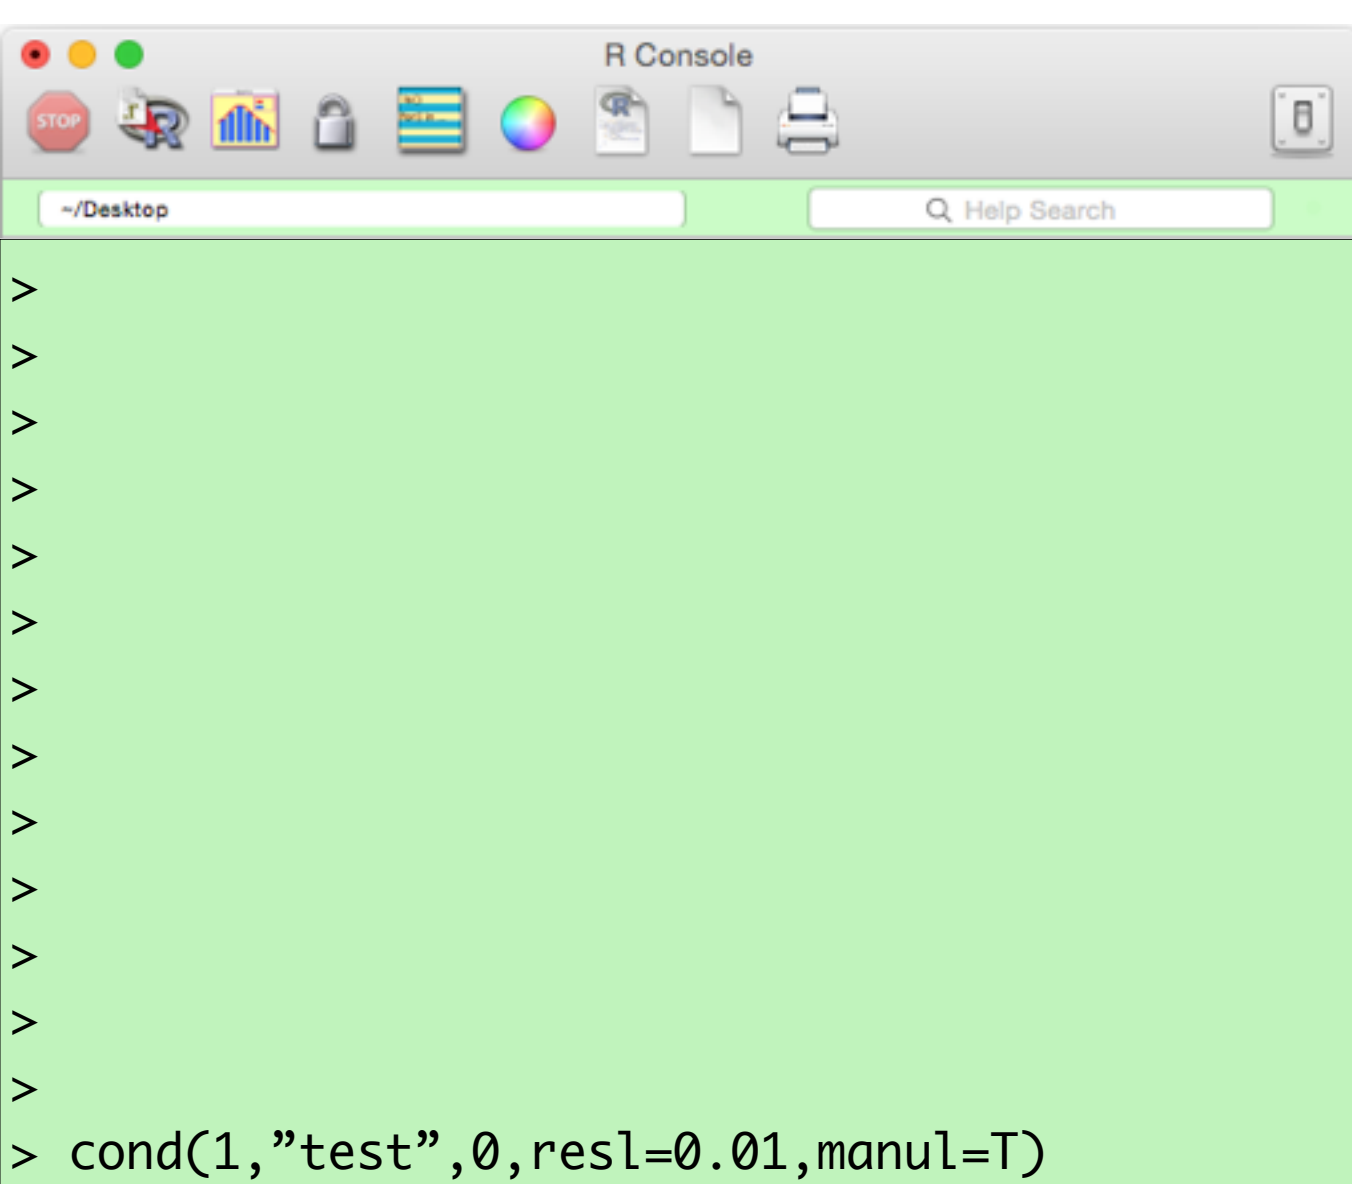 R Console
STOP
~/Desktop
Help Search
>
>
>
>
>
>
>
>
>
>
>
>
>
> cond(1,”test”,0,resl=0.01,manul=T)